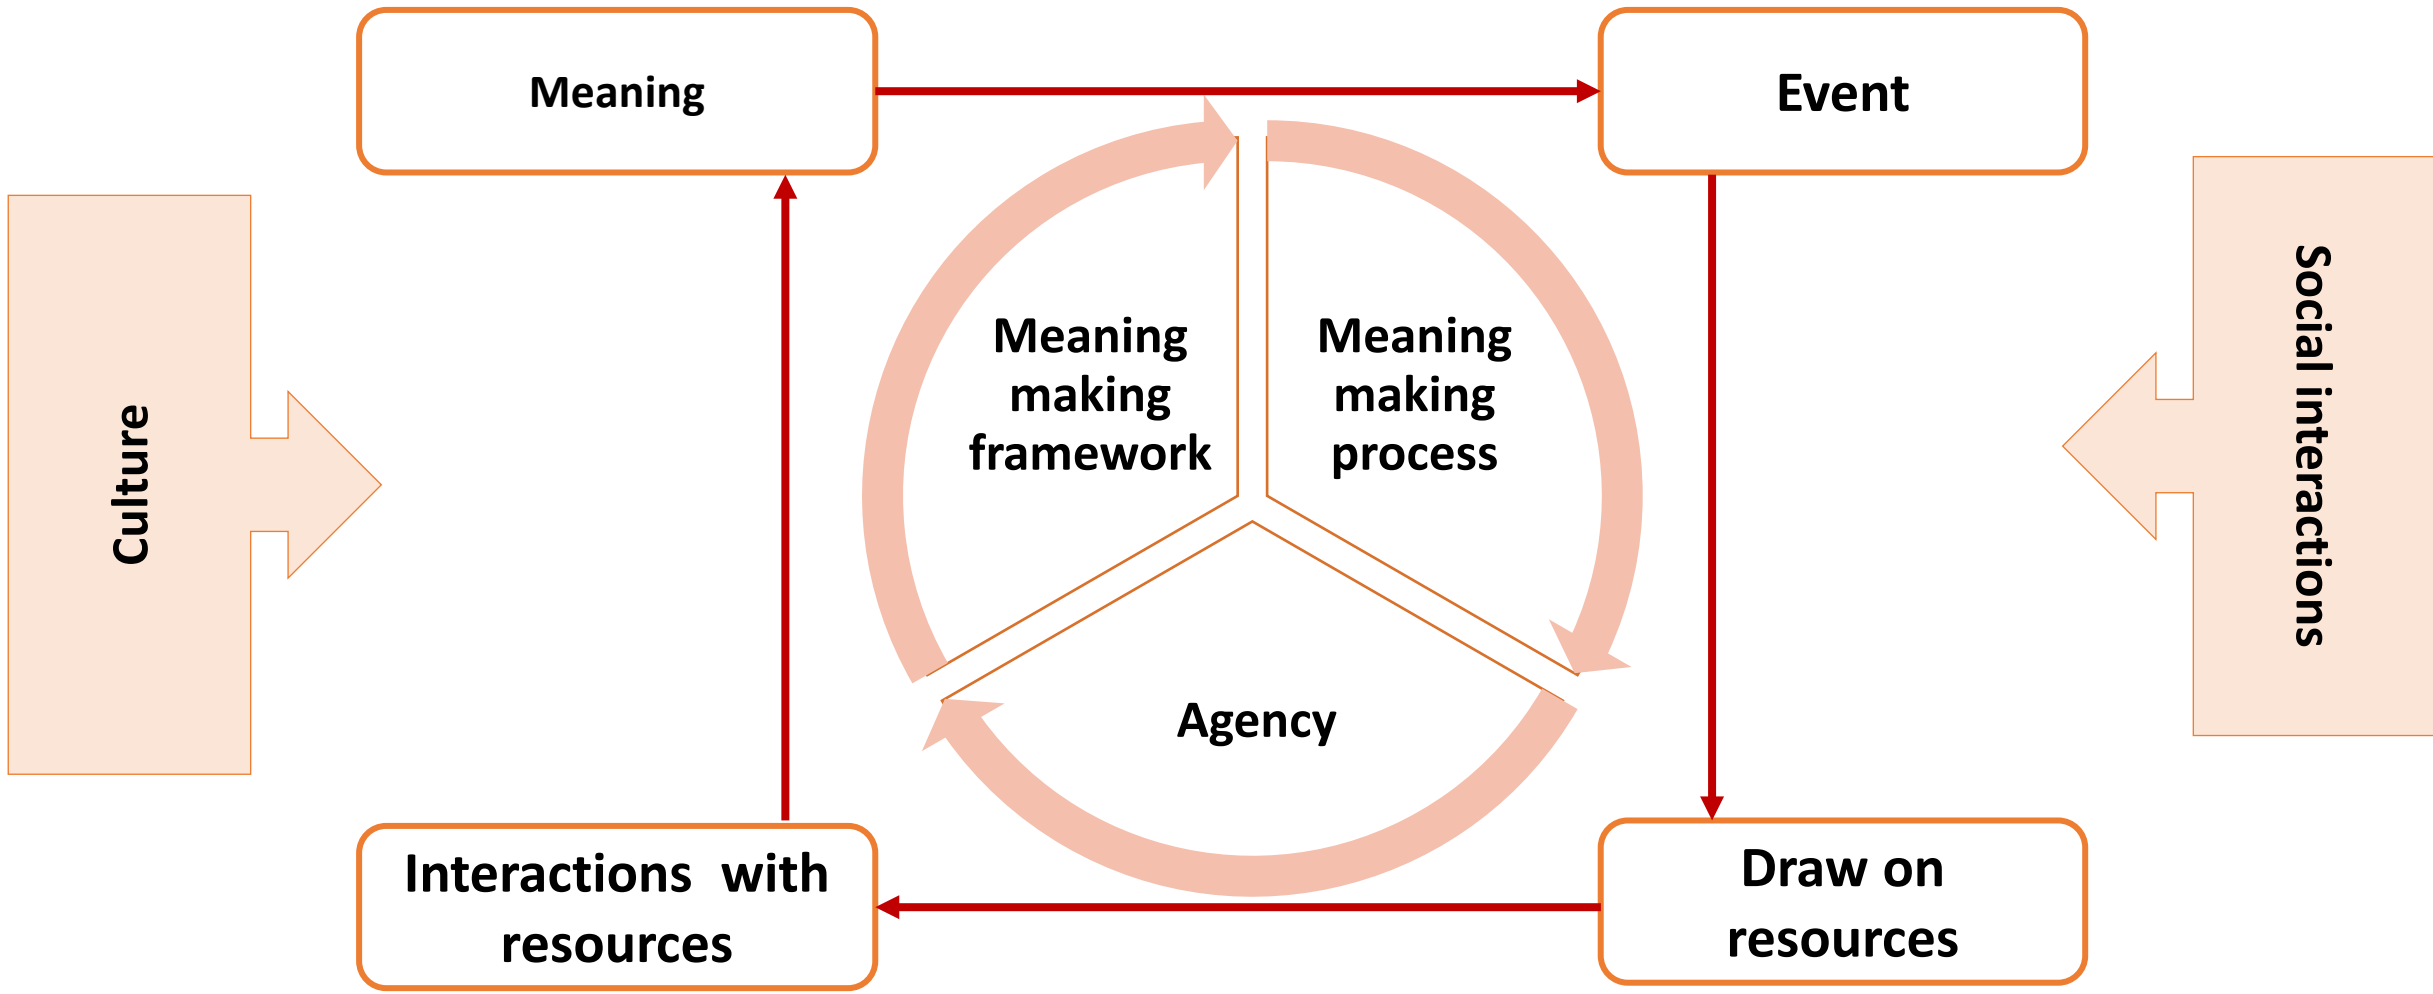 Meaning
Event
Culture
Meaning
making
framework
Meaning
making
process
Social interactions
Agency
Interactions with
resources
Draw on
resources